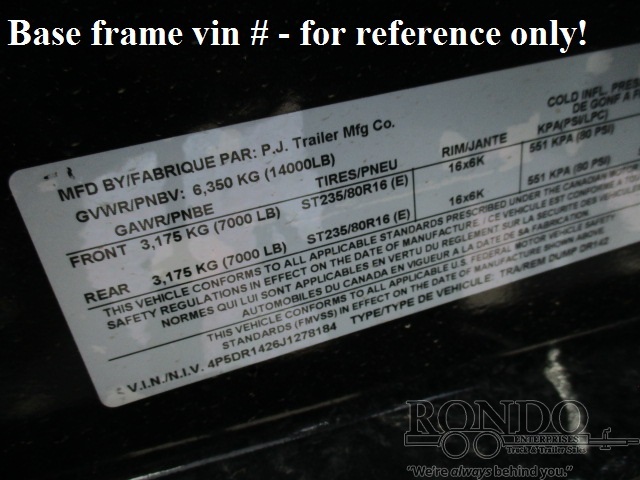 Base frame vin # - for reference only!
MFD BY/FABRIQUE PAR: P.J. Trailer Mfg Co.
COLD INFL. PRES
DE GONF A F
GVWR/PNBV: 6,350 KG (14000LB)
RIM/JANTE
KPA(PSI/LPC)
GAWR/PNBE
TIRES/PNEU
16x6K
551 KPA (80 PSI)
FRONT 3,175 KG (7000 LB)
ST235/80R16 (E)
16x6K
551 KPA (80 PSI)
REAR 3,175 KG (7000 LB)
ST235/80R16 (E)
THIS VEHICLE CONFORMS TO ALL APPLICABLE STANDARDS PRESCRIBED UNDER THE CANADIAN MOTOR
SAFETY REGULATIONS IN EFFECT ON THE DATE OF MANUFACTURE. / CE VEHICULE EST CONFORME A TOU
NORMES QUI LUI SONT APPLICABLES EN VERTU DU REGLEMENT SUR LA SECURITE DES
AUTOMOBILES DU CANADA EN VIGUEUR A LA DATE DE SA FABRICATION.
THIS VEHICLE CONFORMS TO ALL APPLICABLE U.S. FEDERAL MOTOR VEHICLE SAFETY
STANDARDS (FMVSS) IN EFFECT ON THE DATE OF MANUFACTURE SHOWN ABOVE.
V.I.N./N.I.V. 4P5DR1426J1278184 TYPE/TYPE DE VEHICULE: TRA/REM DUMP DR142
RONDO
ENTERPRISES
Truck & Trailer Sales
"We're always behind you."